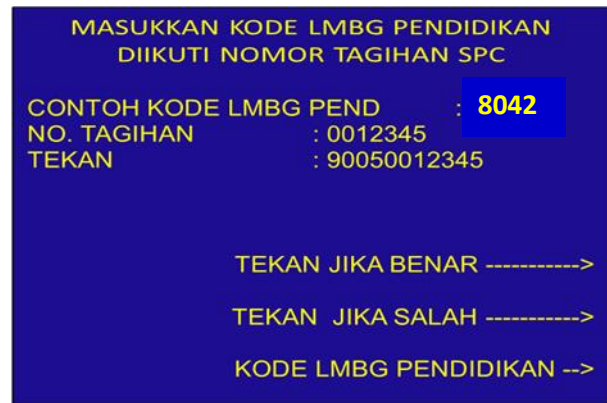 MASUKKAN KODE LMBG PENDIDIKAN
DIIKUTI NOMOR TAGIHAN SPC
CONTOH KODE LMBG PEND : 8042
NO. TAGIHAN : 0012345
TEKAN : 90050012345
TEKAN JIKA BENAR ----------->
TEKAN JIKA SALAH ----------->
KODE LMBG PENDIDIKAN -->